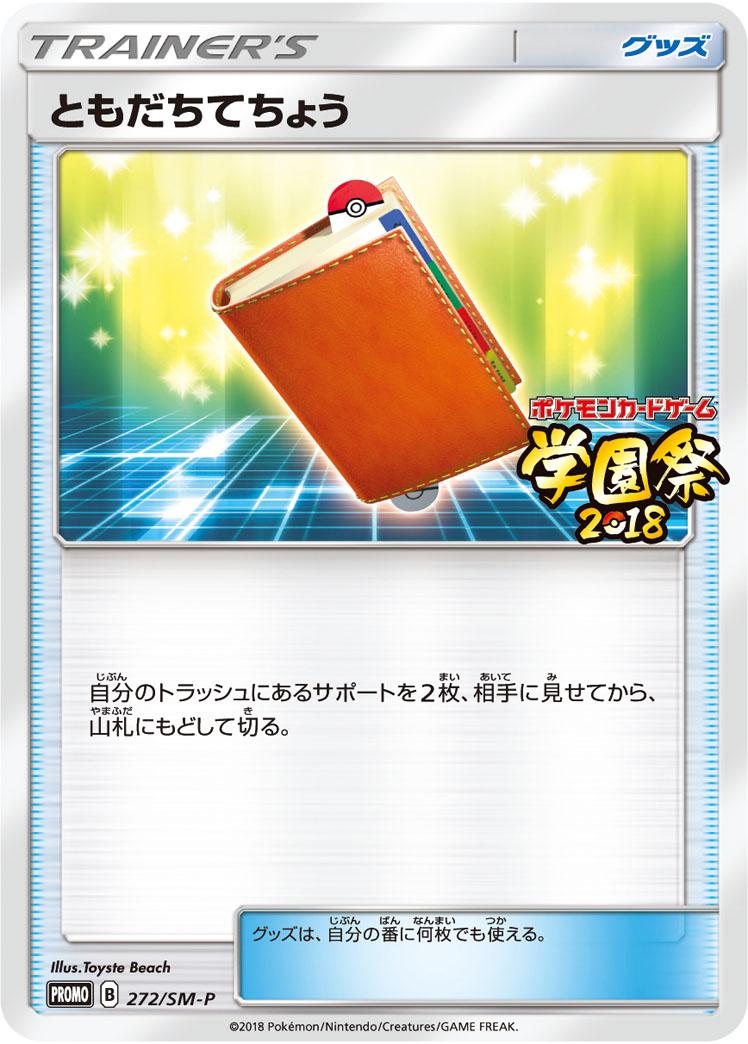 TRAINER'S
グッズ
ともだちてちょう
ポケモンカードゲーム
学園祭
2018
自分のトラッシュにあるサポートを2枚、相手に見せてから、
山札にもどして切る。
グッズは、自分の番に何枚でも使える。
Illus.Toyste Beach
PROMO B 272/SM-P
©2018 Pokémon/Nintendo/Creatures/GAME FREAK.